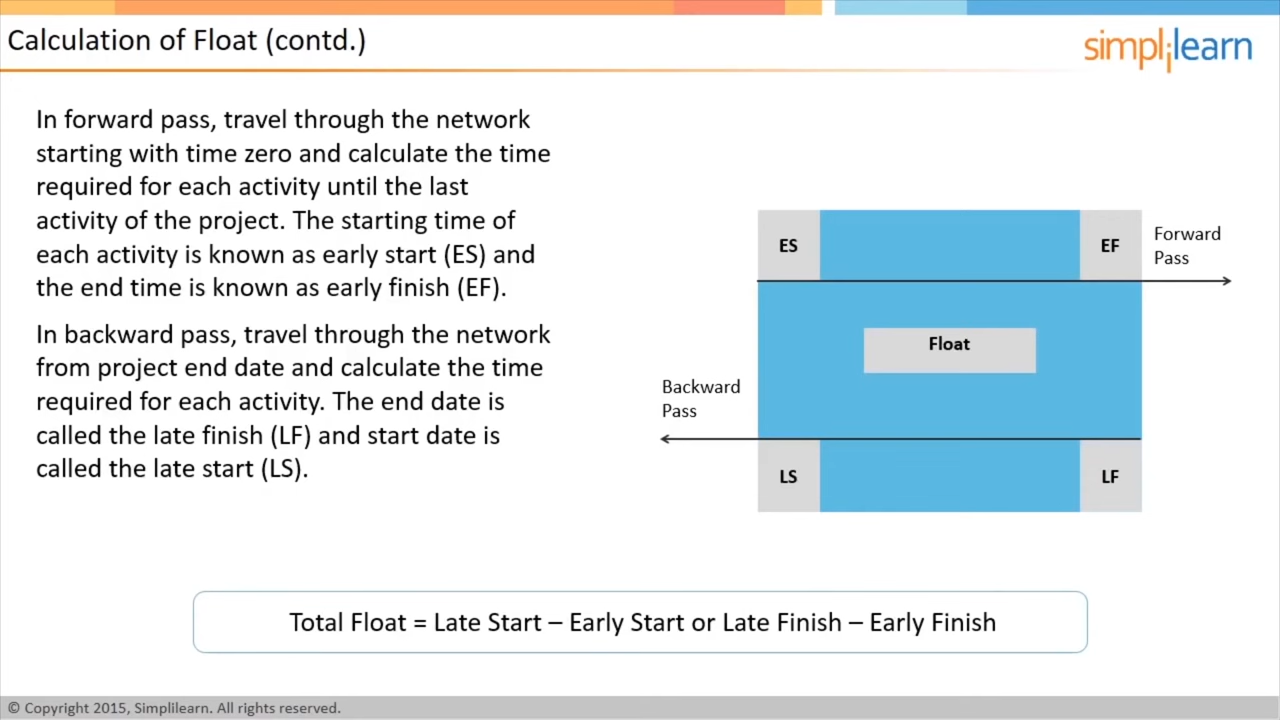 Calculation of Float (contd.)
simplilearn
In forward pass, travel through the network
starting with time zero and calculate the time
required for each activity until the last
activity of the project. The starting time of
each activity is known as early start (ES) and
the end time is known as early finish (EF).
In backward pass, travel through the network
from project end date and calculate the time
required for each activity. The end date is
called the late finish (LF) and start date is
called the late start (LS).
ES
EF
Forward
Pass
Float
Backward
Pass
LS
LF
Total Float = Late Start – Early Start or Late Finish – Early Finish
© Copyright 2015, Simplilearn. All rights reserved.